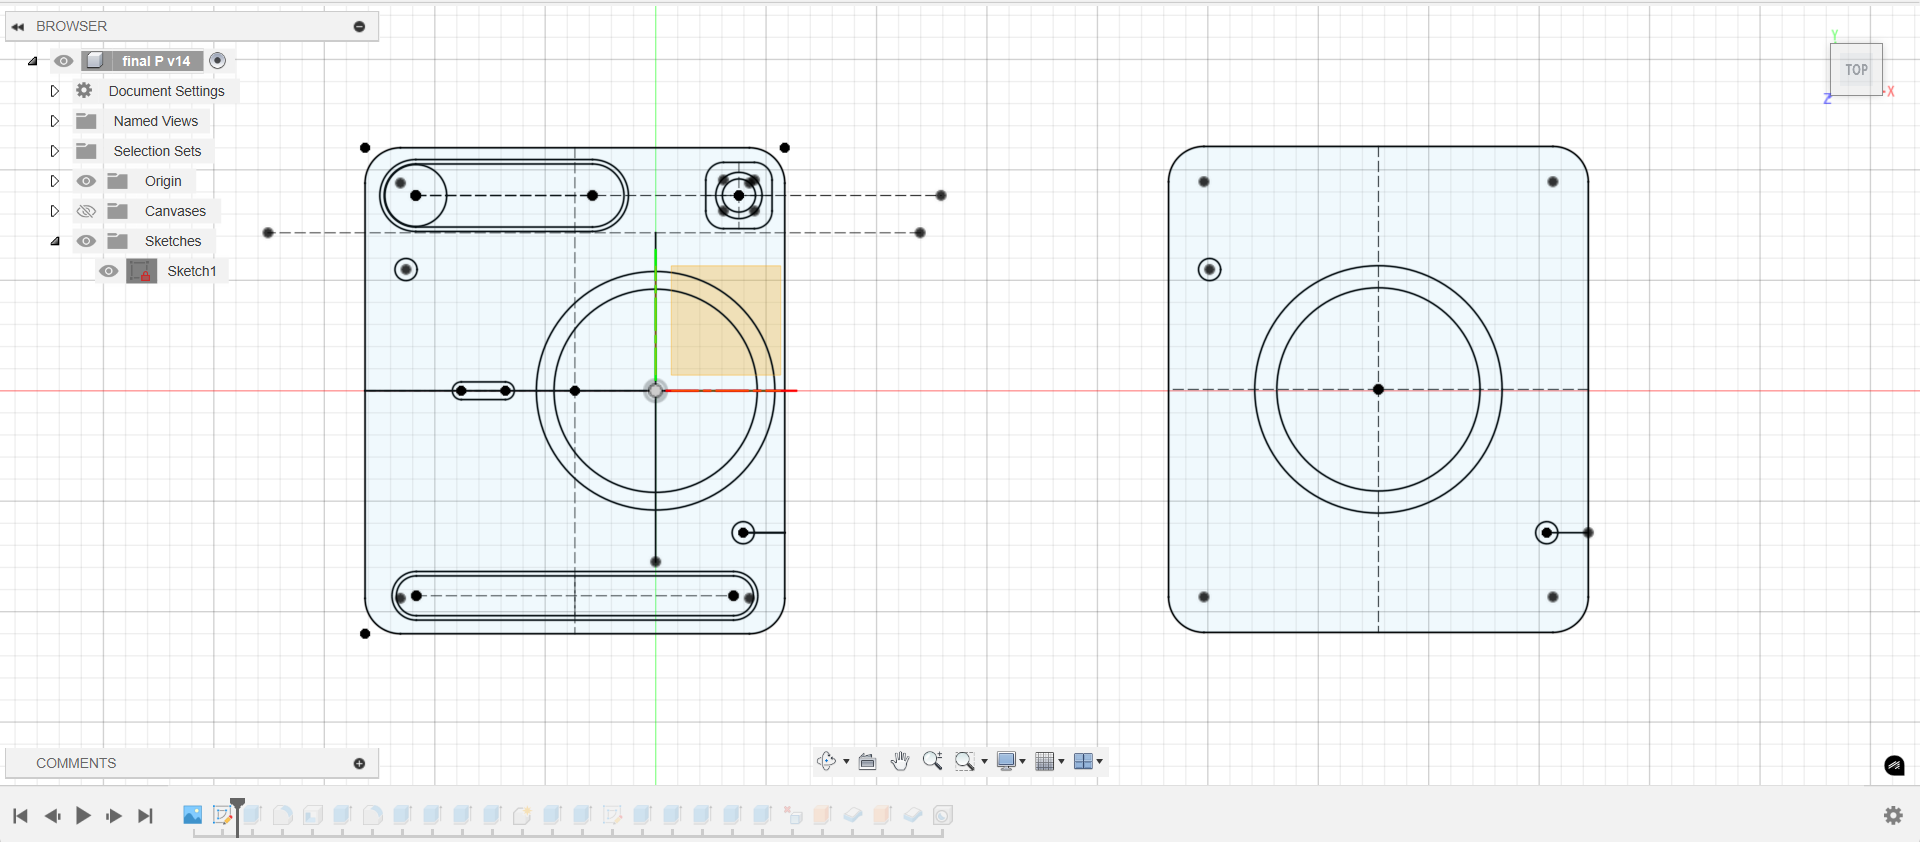 BROWSER
final P v14
Document Settings
Named Views
Selection Sets
Origin
Canvases
Sketches
Sketch1
Y
TOP
X
Z
COMMENTS